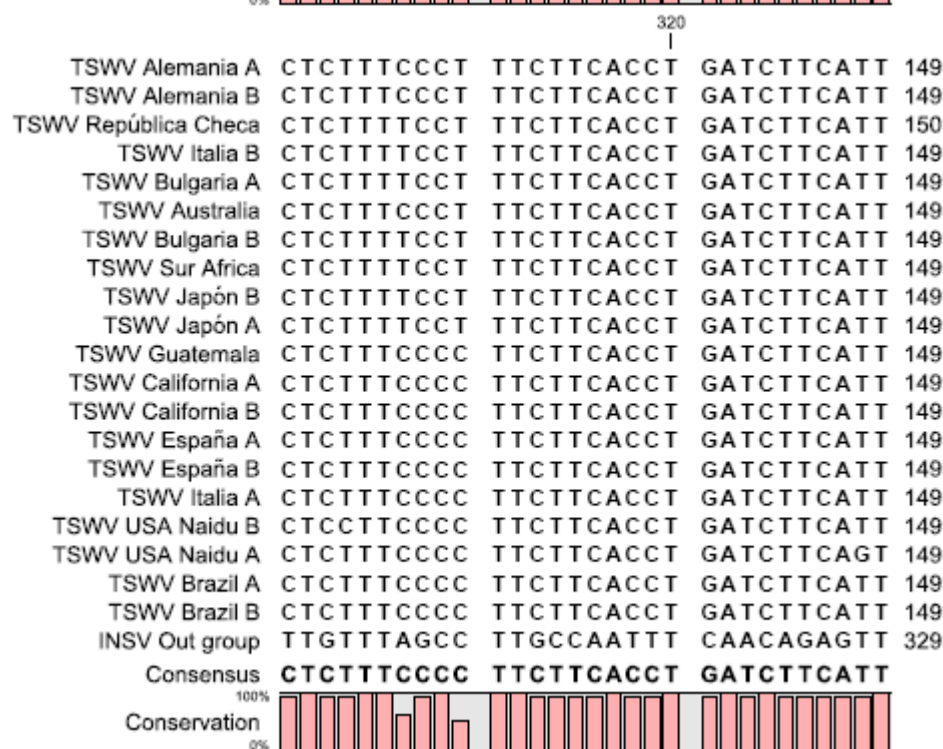 0%
320
TSWV Alemania A CTCTTTCCCT TTCTTCACCT GATCTTCATT 149
TSWV Alemania B CTCTTTCCCT TTCTTCACCT GATCTTCATT 149
TSWV República Checa CTCTTTTCCT TTCTTCACCT GATCTTCATT 150
TSWV Italia B CTCTTTTCCT TTCTTCACCT GATCTTCATT 149
TSWV Bulgaria A CTCTTTTCCT TTCTTCACCT GATCTTCATT 149
TSWV Australia CTCTTTCCCT TTCTTCACCT GATCTTCATT 149
TSWV Bulgaria B CTCTTTTCCT TTCTTCACCT GATCTTCATT 149
TSWV Sur Africa CTCTTTTCCT TTCTTCACCT GATCTTCATT 149
TSWV Japón B CTCTTTTCCT TTCTTCACCT GATCTTCATT 149
TSWV Japón A CTCTTTTCCT TTCTTCACCT GATCTTCATT 149
TSWV Guatemala CTCTTTCCCC TTCTTCACCT GATCTTCATT 149
TSWV California A CTCTTTCCCC TTCTTCACCT GATCTTCATT 149
TSWV California B CTCTTTCCCC TTCTTCACCT GATCTTCATT 149
TSWV España A CTCTTTCCCC TTCTTCACCT GATCTTCATT 149
TSWV España B CTCTTTCCCC TTCTTCACCT GATCTTCATT 149
TSWV Italia A CTCTTTCCCC TTCTTCACCT GATCTTCATT 149
TSWV USA Naidu B CTCCTTCCCC TTCTTCACCT GATCTTCATT 149
TSWV USA Naidu A CTCTTTCCCC TTCTTCACCT GATCTTCAGT 149
TSWV Brazil A CTCTTTCCCC TTCTTCACCT GATCTTCATT 149
TSWV Brazil B CTCTTTCCCC TTCTTCACCT GATCTTCATT 149
INSV Out group TTGTTTAGCC TTGCCAATTT CAACAGAGTT 329
Consensus CTCTTTCCCC TTCTTCACCT GATCTTCATT
100%
Conservation
0%